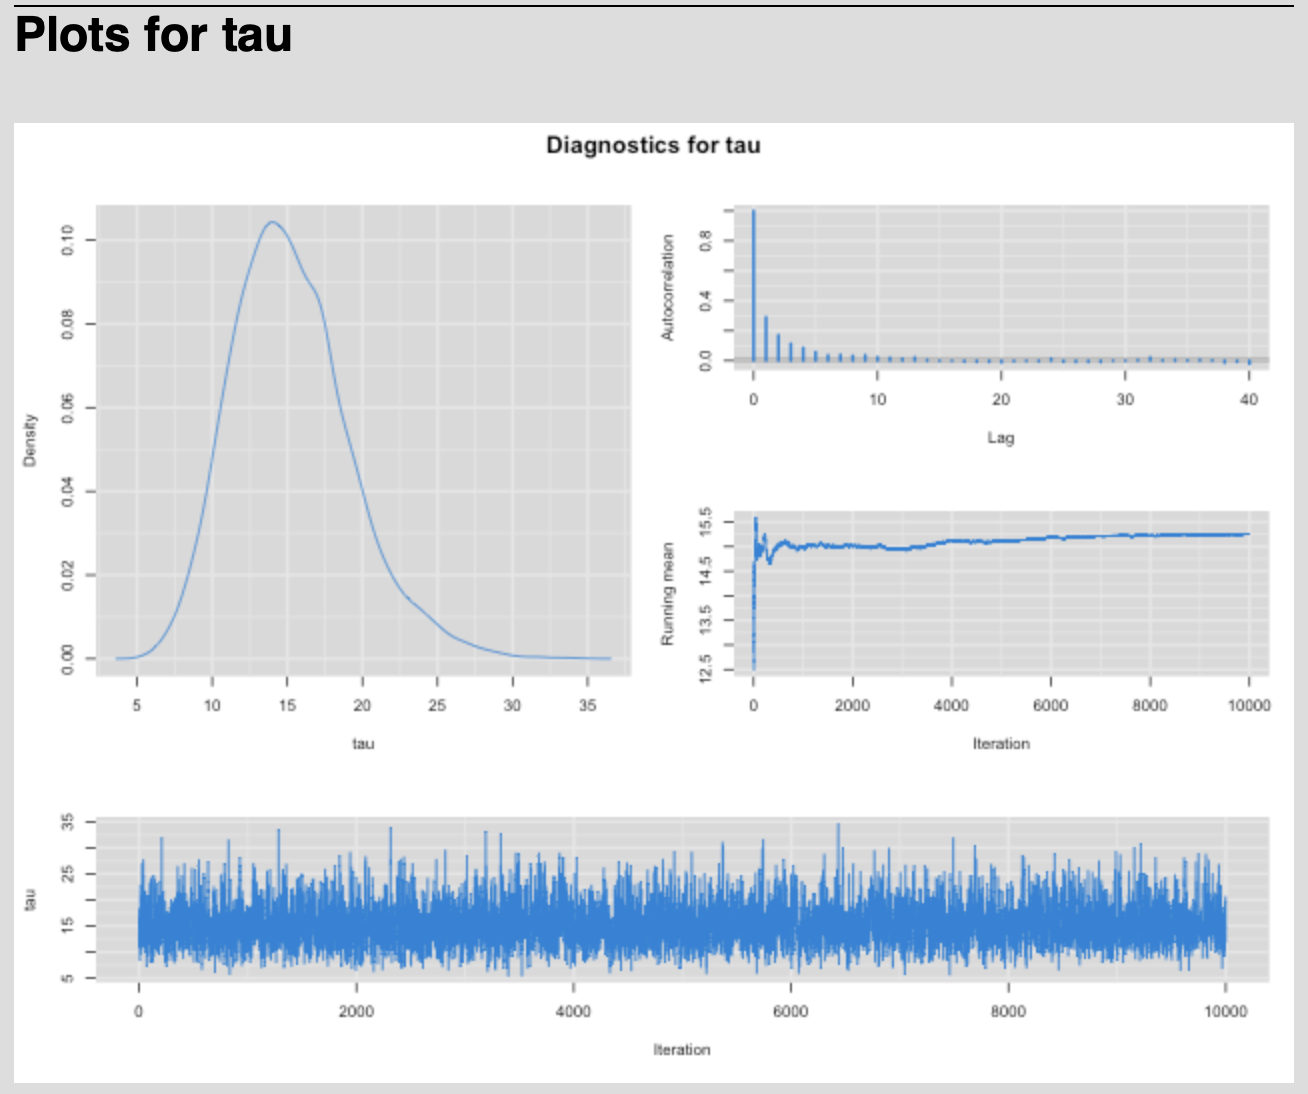 Plots for tau
Diagnostics for tau
Density
0.00 0.02 0.04 0.06 0.08 0.10
5 10 15 20 25 30 35
tau
Autocorrelation
0.0 0.4 0.8
0 10 20 30 40
Lag
Running mean
12.5 13.5 14.5 15.5
0 2000 4000 6000 8000 10000
Iteration
tau
5 15 25 35
0 2000 4000 6000 8000 10000
Iteration